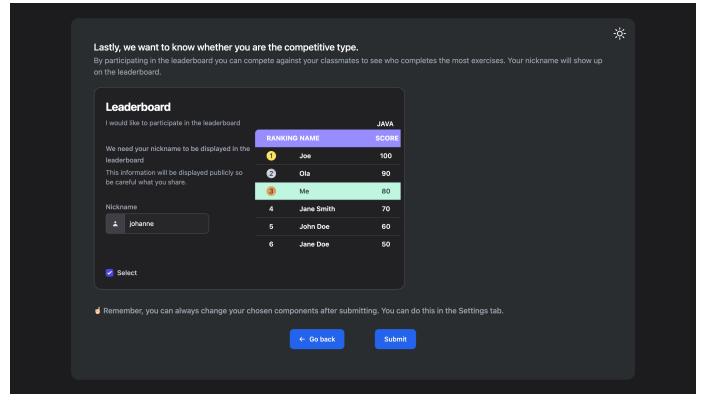 Lastly, we want to know whether you are the competitive type.
By participating in the leaderboard you can compete against your classmates to see who completes the most exercises. Your nickname will show up
on the leaderboard.
Leaderboard
I would like to participate in the leaderboard
We need your nickname to be displayed in the
leaderboard
This information will be displayed publicly so
be careful what you share.
Nickname
johanne
Select
JAVA
RANKING NAME SCORE
1 Joe 100
2 Ola 90
3 Me 80
4 Jane Smith 70
5 John Doe 60
6 Jane Doe 50
☝🏼 Remember, you can always change your chosen components after submitting. You can do this in the Settings tab.
← Go back
Submit